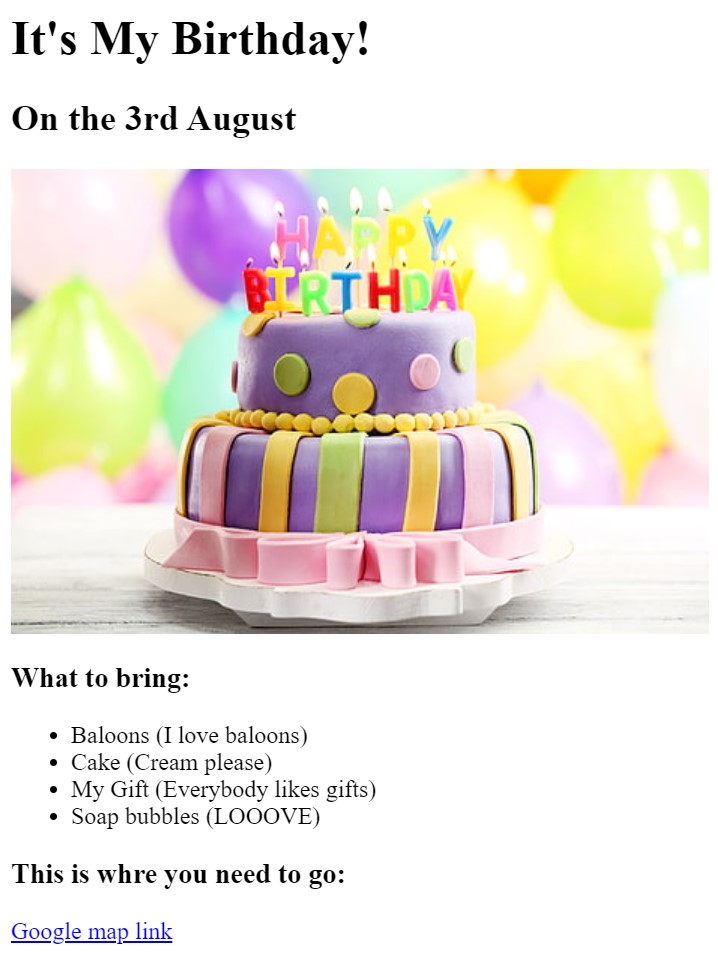 It's My Birthday!
On the 3rd August
HAPPY
BIRTHDAY
What to bring:
Baloons (I love baloons)
Cake (Cream please)
My Gift (Everybody likes gifts)
Soap bubbles (LOOOVE)
This is whre you need to go:
Google map link